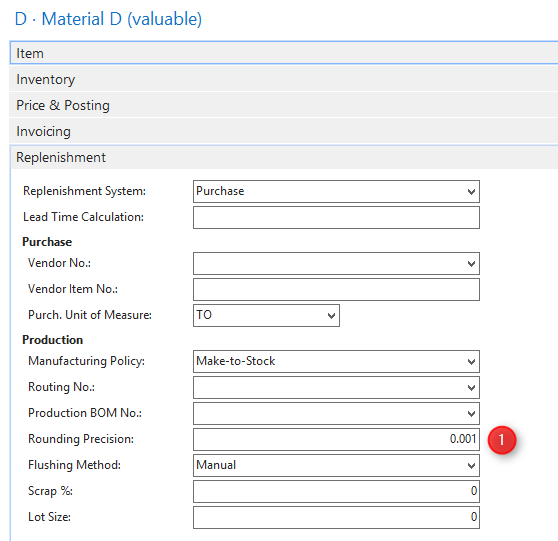 D · Material D (valuable)
Item
Inventory
Price & Posting
Invoicing
Replenishment
Replenishment System: Purchase
Lead Time Calculation:
Purchase
Vendor No.:
Vendor Item No.:
Purch. Unit of Measure: TO
Production
Manufacturing Policy: Make-to-Stock
Routing No.:
Production BOM No.:
Rounding Precision: 0.001 1
Flushing Method: Manual
Scrap %: 0
Lot Size: 0